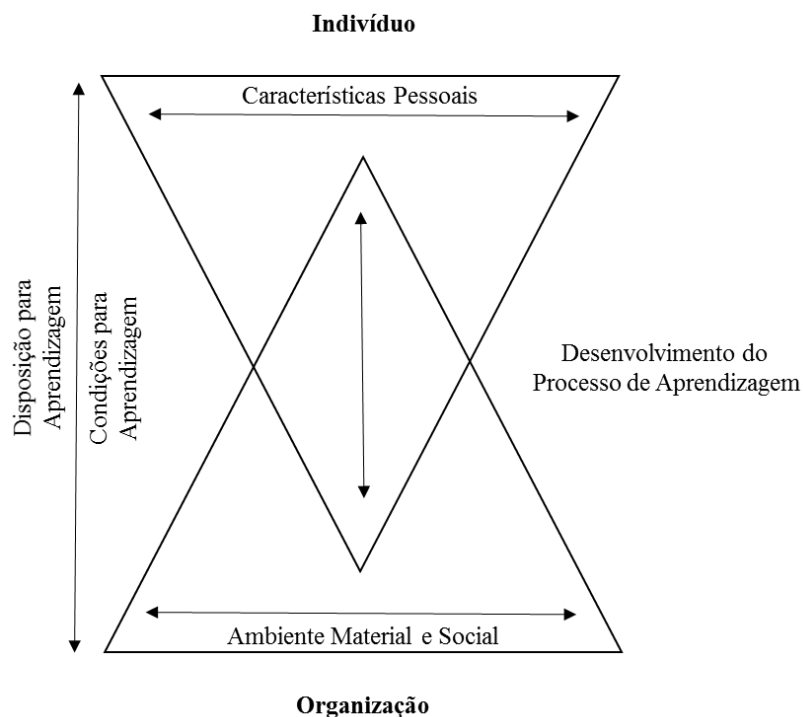 Indivíduo
Características Pessoais
Disposição para
Aprendizagem
Condições para
Aprendizagem
Desenvolvimento do
Processo de Aprendizagem
Ambiente Material e Social
Organização